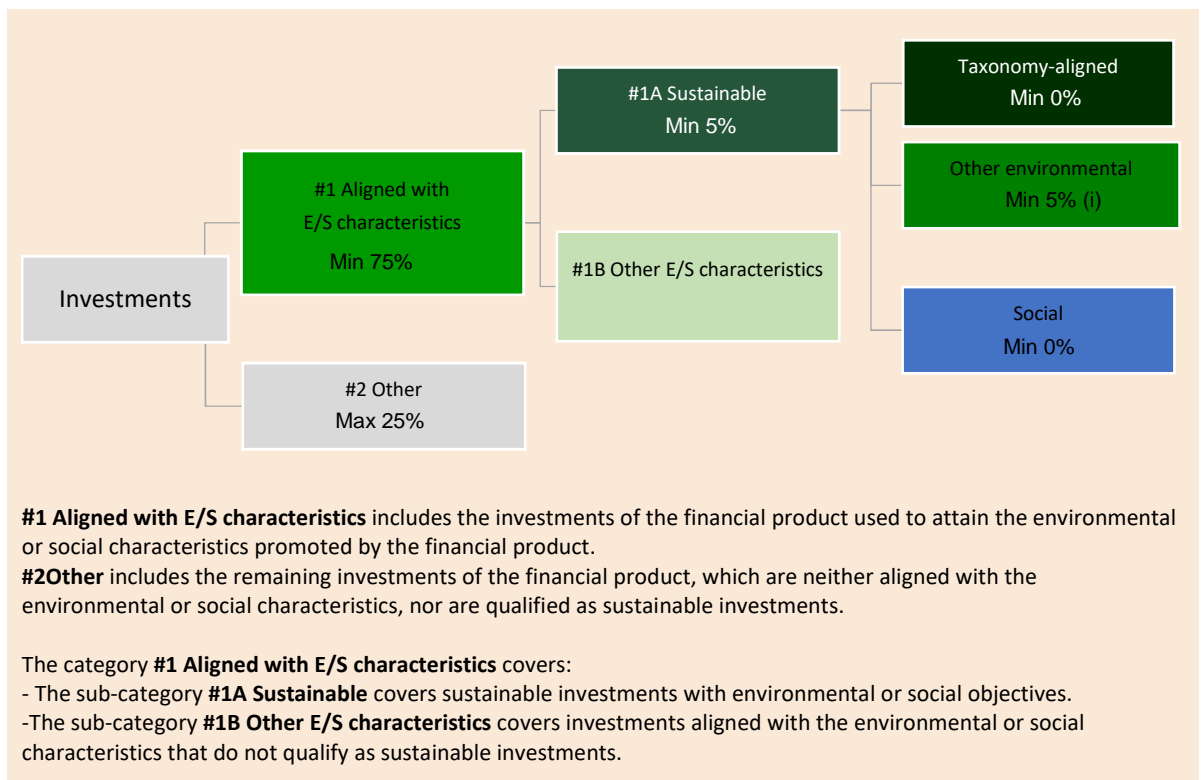 Investments
#1 Aligned with
E/S characteristics
Min 75%
#2 Other
Max 25%
#1A Sustainable
Min 5%
#1B Other E/S characteristics
Taxonomy-aligned
Min 0%
Other environmental
Min 5% (i)
Social
Min 0%
#1 Aligned with E/S characteristics includes the investments of the financial product used to attain the environmental
or social characteristics promoted by the financial product.
#2Other includes the remaining investments of the financial product, which are neither aligned with the
environmental or social characteristics, nor are qualified as sustainable investments.
The category #1 Aligned with E/S characteristics covers:
- The sub-category #1A Sustainable covers sustainable investments with environmental or social objectives.
-The sub-category #1B Other E/S characteristics covers investments aligned with the environmental or social
characteristics that do not qualify as sustainable investments.